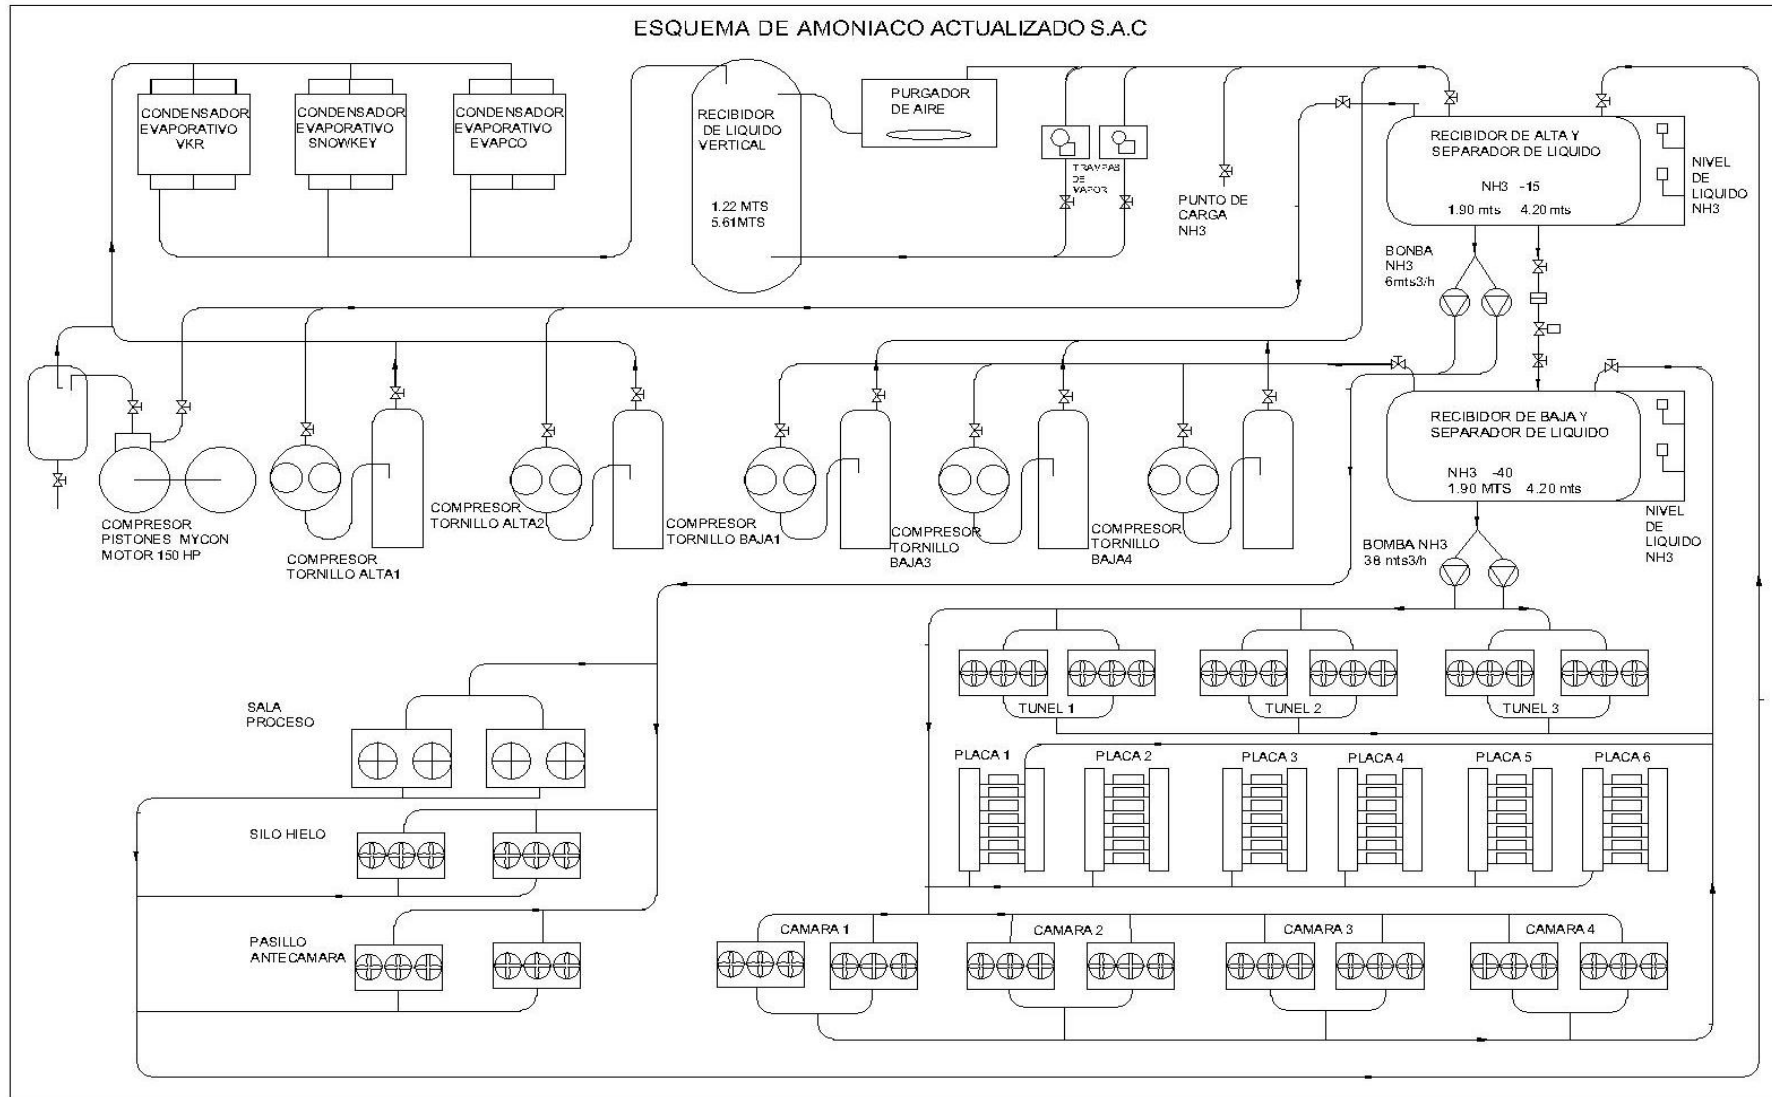 ESQUEMA DE AMONIACO ACTUALIZADO S.A.C
CONDENSADOR
EVAPORATIVO
VKR
CONDENSADOR
EVAPORATIVO
SNOWKEY
CONDENSADOR
EVAPORATIVO
EVAPCO
RECIBIDOR
DE LIQUIDO
VERTICAL
1.22 MTS
5.61MTS
PURGADOR
DE AIRE
TRAMPAS
DE
VAPOR
PUNTO DE
CARGA
NH3
RECIBIDOR DE ALTA Y
SEPARADOR DE LIQUIDO
NH3 -15
1.90 mts 4.20 mts
NIVEL
DE
LIQUIDO
NH3
BONBA
NH3
6mts3/h
RECIBIDOR DE BAJA Y
SEPARADOR DE LIQUIDO
NH3 -40
1.90 MTS 4.20 nts
NIVEL
DE
LIQUIDO
NH3
BOMBA NH3
38 mts3/h
COMPRESOR
PISTONES MYCON
MOTOR 150 HP
COMPRESOR
TORNILLO ALTA1
COMPRESOR
TORNILLO ALTA2
COMPRESOR
TORNILLO BAJA1
COMPRESOR
TORNILLO
BAJA3
COMPRESOR
TORNILLO
BAJA4
SALA
PROCESO
SILO HIELO
PASILLO
ANTECAMARA
TUNEL 1
TUNEL 2
TUNEL 3
PLACA 1
PLACA 2
PLACA 3
PLACA 4
PLACA 5
PLACA 6
CAMARA 1
CAMARA 2
CAMARA 3
CAMARA 4